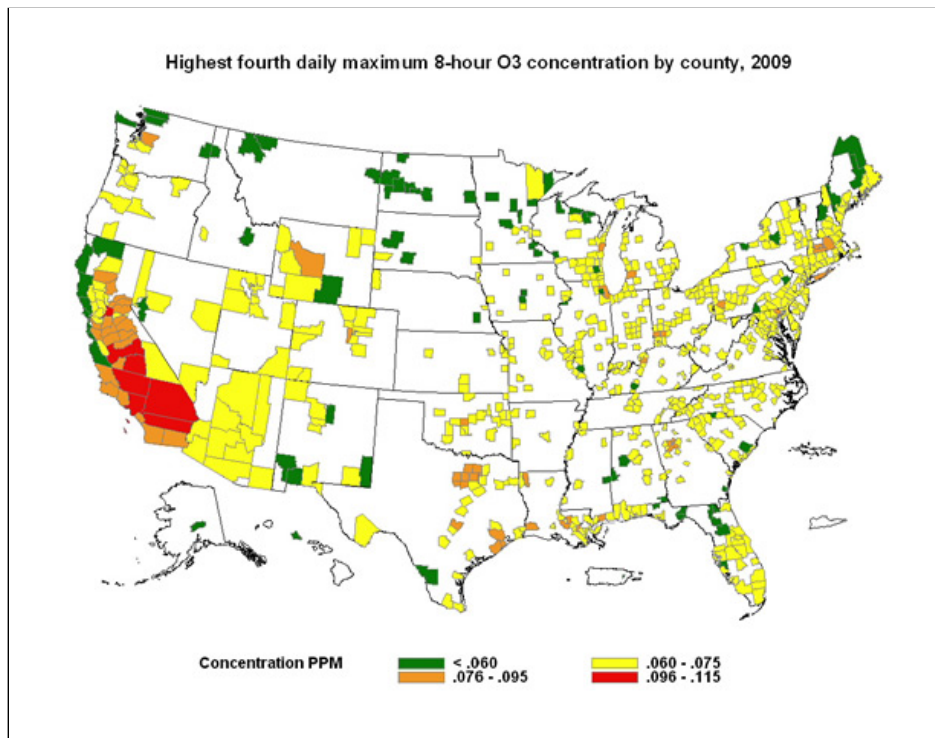 Highest fourth daily maximum 8-hour O3 concentration by county, 2009
Concentration PPM
< .060
.060 - .075
.076 - .095
.096 - .115